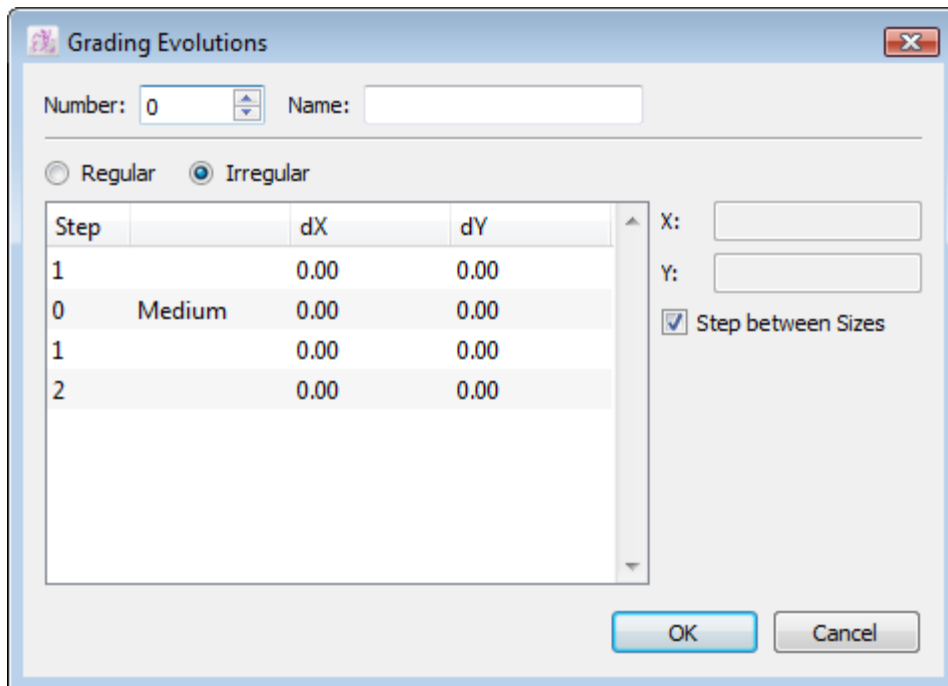 Grading Evolutions
Number: 0 Name:
Regular Irregular
Step dX dY
1 0.00 0.00
0 Medium 0.00 0.00
1 0.00 0.00
2 0.00 0.00
X:
Y:
Step between Sizes
OK Cancel